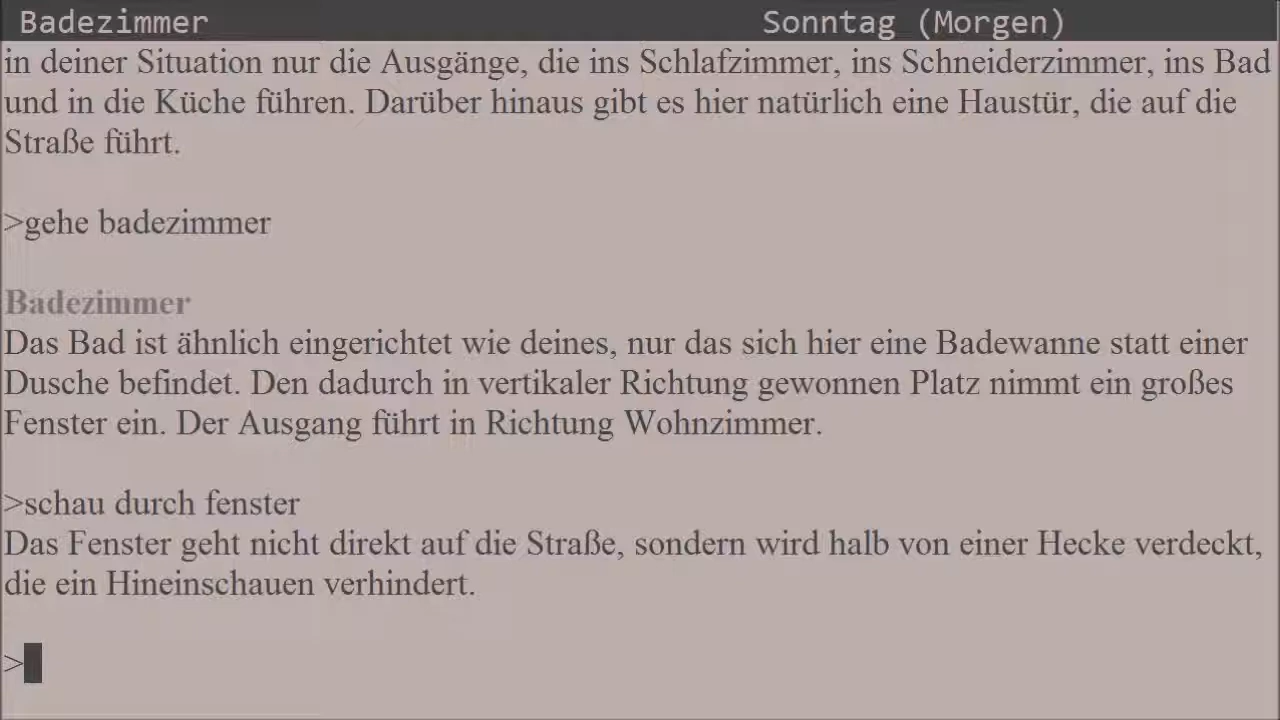 Badezimmer Sonntag (Morgen)
in deiner Situation nur die Ausgänge, die ins Schlafzimmer, ins Schneiderzimmer, ins Bad
und in die Küche führen. Darüber hinaus gibt es hier natürlich eine Haustür, die auf die
Straße führt.
>gehe badezimmer
Badezimmer
Das Bad ist ähnlich eingerichtet wie deines, nur das sich hier eine Badewanne statt einer
Dusche befindet. Den dadurch in vertikaler Richtung gewonnen Platz nimmt ein großes
Fenster ein. Der Ausgang führt in Richtung Wohnzimmer.
>schau durch fenster
Das Fenster geht nicht direkt auf die Straße, sondern wird halb von einer Hecke verdeckt,
die ein Hineinschauen verhindert.
>